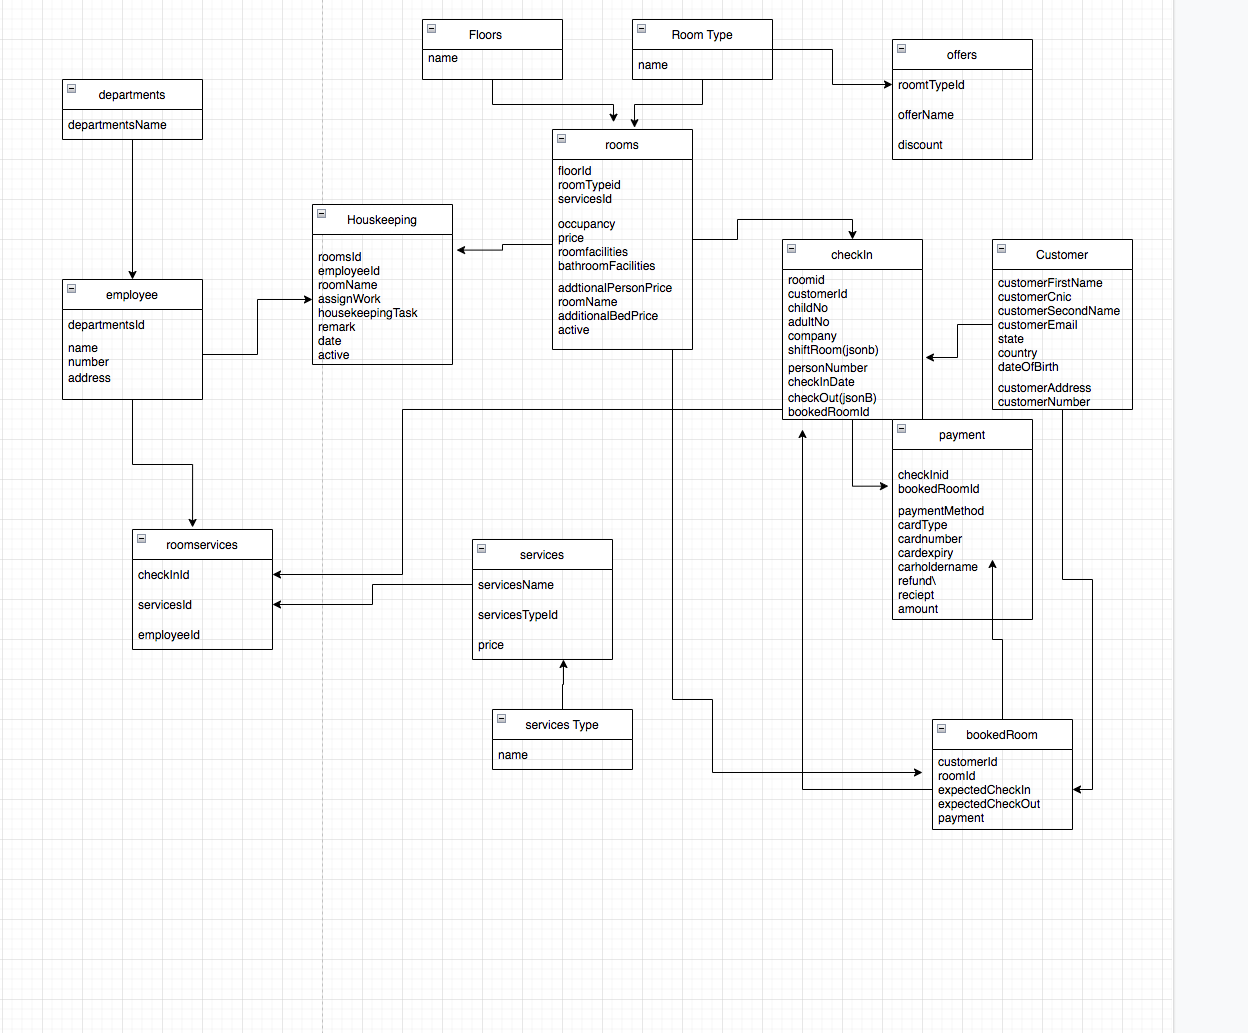 Floors
name
Room Type
name
offers
roomtTypeId
offerName
discount
departments
departmentsName
rooms
floorId
roomTypeid
servicesId
occupancy
price
roomfacilities
bathroomFacilities
addtionalPersonPrice
roomName
additionalBedPrice
active
Houskeeping
roomsId
employeeId
roomName
assignWork
housekeepingTask
remark
date
active
checkIn
roomid
customerId
childNo
adultNo
company
shiftRoom(jsonb)
personNumber
checkInDate
checkOut(jsonB)
bookedRoomId
Customer
customerFirstName
customerCnic
customerSecondName
customerEmail
state
country
dateOfBirth
customerAddress
customerNumber
employee
departmentsId
name
number
address
payment
checkInid
bookedRoomId
paymentMethod
cardType
cardnumber
cardexpiry
carholdername
refund\
reciept
amount
roomservices
checkInId
servicesId
employeeId
services
servicesName
servicesTypeId
price
services Type
name
bookedRoom
customerId
roomId
expectedCheckIn
expectedCheckOut
payment